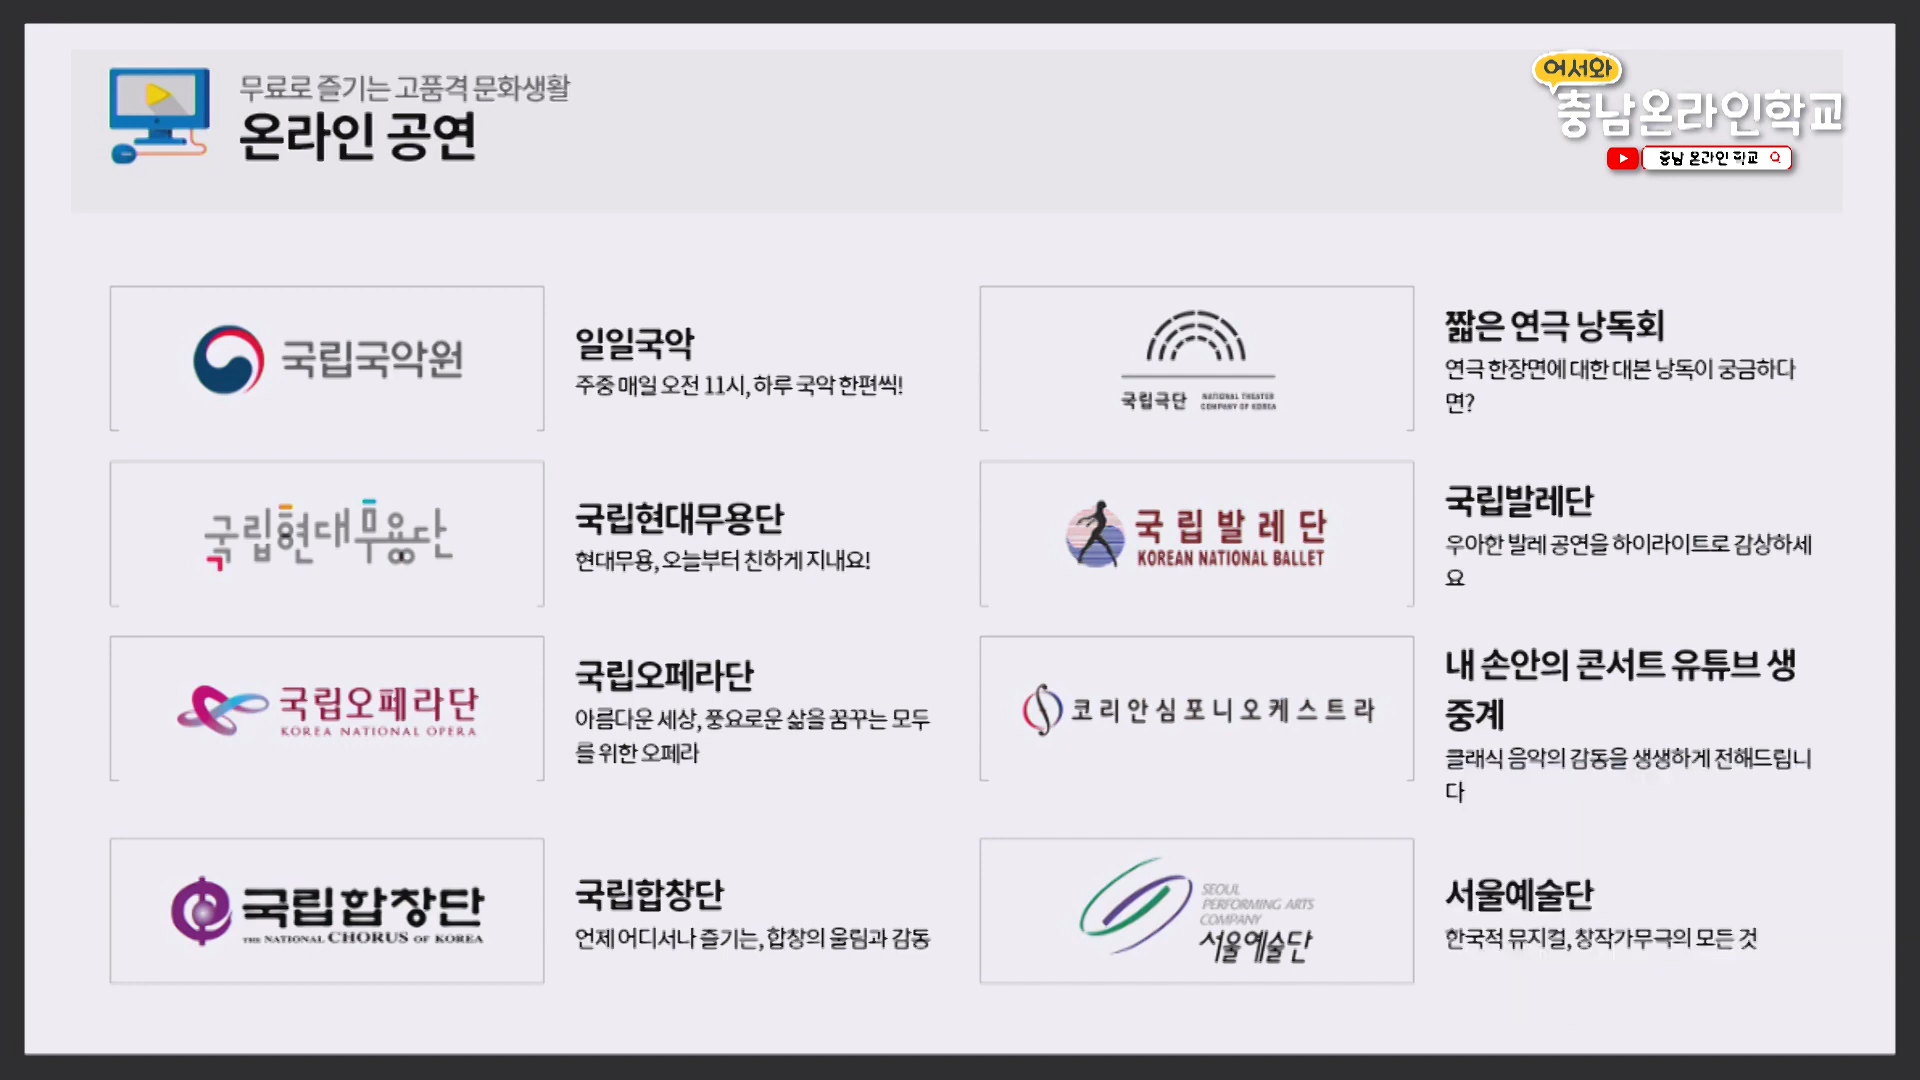 무료로 즐기는 고품격 문화생활
온라인 공연
어서와
충남온라인학교
충남 온라인 학교
국립국악원
일일국악
주중 매일 오전 11시, 하루 국악 한편씩!
국립극단 NATIONAL THEATER
COMPANY OF KOREA
짧은 연극 낭독회
연극 한장면에 대한 대본 낭독이 궁금하다
면?
국립현대무용단
국립현대무용단
현대무용, 오늘부터 친하게 지내요!
국립발레단
KOREAN NATIONAL BALLET
국립발레단
우아한 발레 공연을 하이라이트로 감상하세
요
국립오페라단
KOREA NATIONAL OPERA
국립오페라단
아름다운 세상, 풍요로운 삶을 꿈꾸는 모두
를 위한 오페라
코리안심포니오케스트라
내 손안의 콘서트 유튜브 생
중계
클래식 음악의 감동을 생생하게 전해드립니
다
국립합창단
THE NATIONAL CHORUS OF KOREA
국립합창단
언제 어디서나 즐기는, 합창의 울림과 감동
SEOUL
PERFORMING ARTS
COMPANY
서울예술단
서울예술단
한국적 뮤지컬, 창작가무극의 모든 것